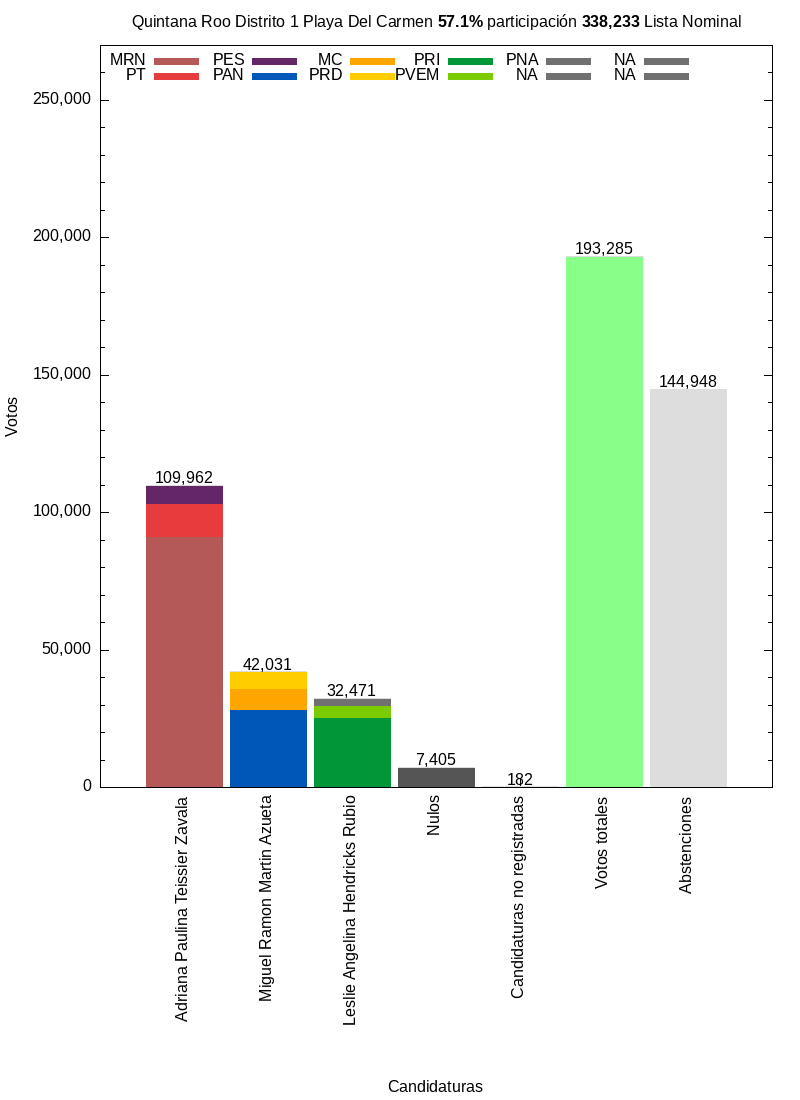 Quintana Roo Distrito 1 Playa Del Carmen 57.1% participación 338,233 Lista Nominal
MRN PES MC PRI PNA NA
PT PAN PRD PVEM NA NA
250,000
200,000
150,000
100,000
50,000
0
Votos
109,962
42,031
32,471
7,405
182
193,285
144,948
Adriana Paulina Teissier Zavala
Miguel Ramon Martin Azueta
Leslie Angelina Hendricks Rubio
Nulos
Candidaturas no registradas
Votos totales
Abstenciones
Candidaturas